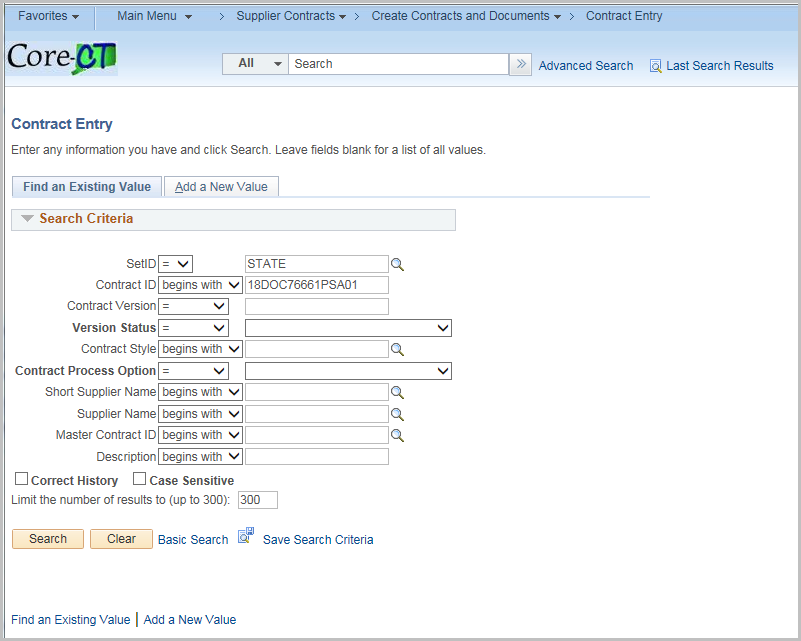 Favorites Main Menu > Supplier Contracts > Create Contracts and Documents > Contract Entry
Core-CT
All Search » Advanced Search Last Search Results
Contract Entry
Enter any information you have and click Search. Leave fields blank for a list of all values.
Find an Existing Value Add a New Value
Search Criteria
SetID = STATE
Contract ID begins with 18DOC76661PSA01
Contract Version =
Version Status =
Contract Style begins with
Contract Process Option =
Short Supplier Name begins with
Supplier Name begins with
Master Contract ID begins with
Description begins with
Correct History Case Sensitive
Limit the number of results to (up to 300): 300
Search Clear Basic Search Save Search Criteria
Find an Existing Value | Add a New Value